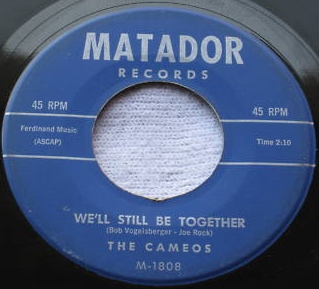 MATADOR
RECORDS
45 RPM
45 RPM
Ferdinand Music
(ASCAP)
Time 2:10
WE'LL STILL BE TOGETHER
(Bob Vogelsberger - Joe Rock)
THE CAMEOS
M-1808